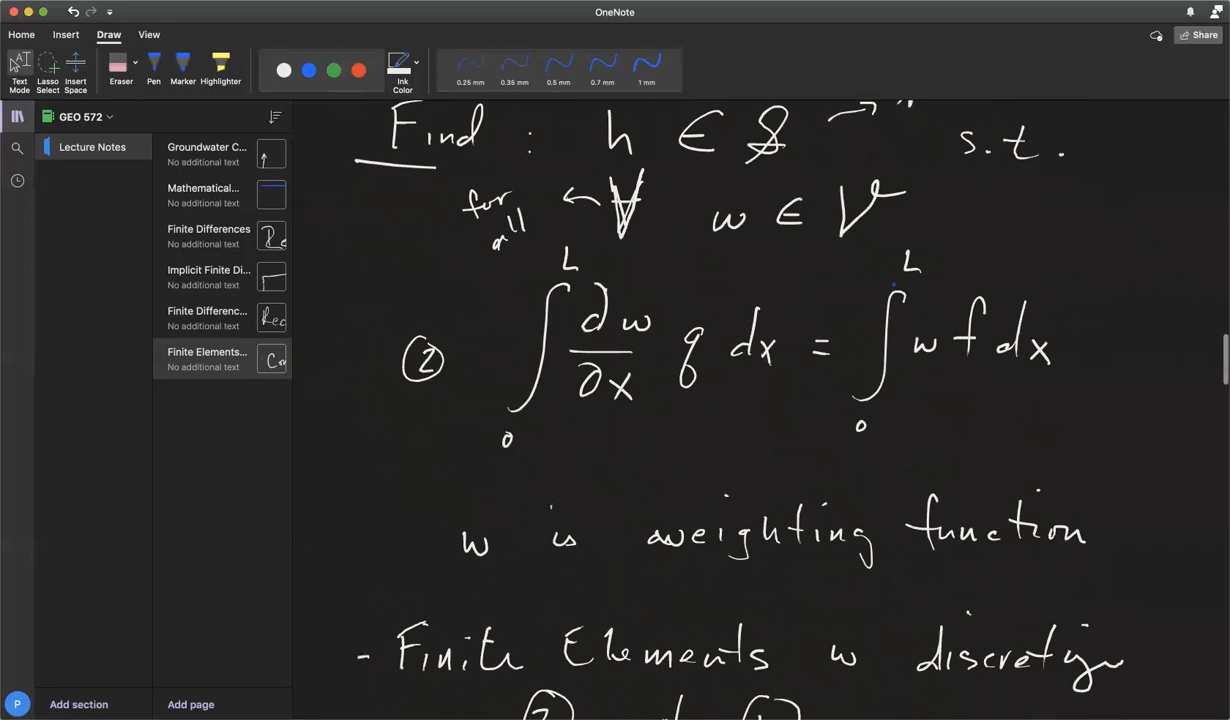 OneNote
Home Insert Draw View
Share
Text Mode
Lasso Select
Insert Space
Eraser
Pen
Marker
Highlighter
0.25 mm 0.35 mm 0.5 mm 0.7 mm 1 mm
Ink Color
GEO 572
Lecture Notes
Groundwater C...
No additional text
Mathematical...
No additional text
Finite Differences
No additional text
Implicit Finite Di...
No additional text
Finite Differenc...
No additional text
Finite Elements...
No additional text
Find : h ∈ S → " s.t.
for all ← ∀ w ∈ V
② ∫₀ᴸ ∂w/∂x q dx = ∫₀ᴸ w f dx
w is weighting function
- Finite Elements w discretize
P
Add section
Add page